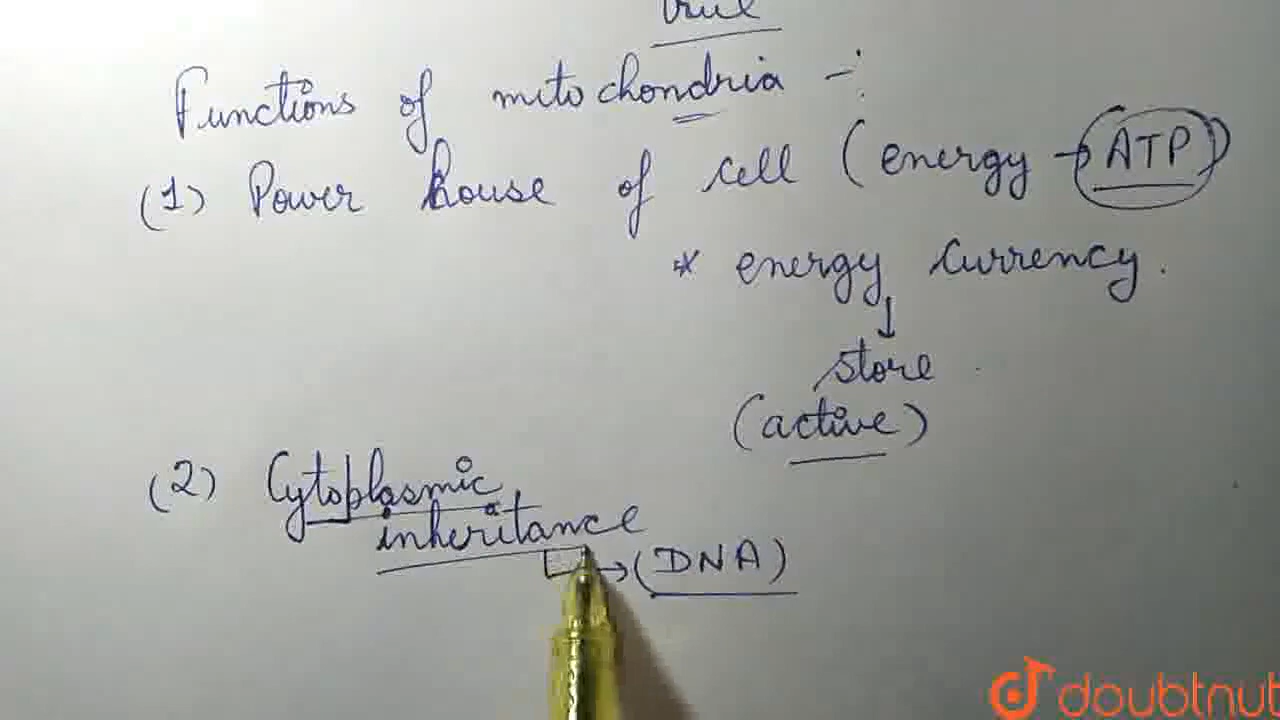 true
Functions of mitochondria -:
(1) Power house of cell (energy → ATP)
* energy currency.
↓
store
(active)
(2) Cytoplasmic
inheritance
→ (DNA)
doubtnut